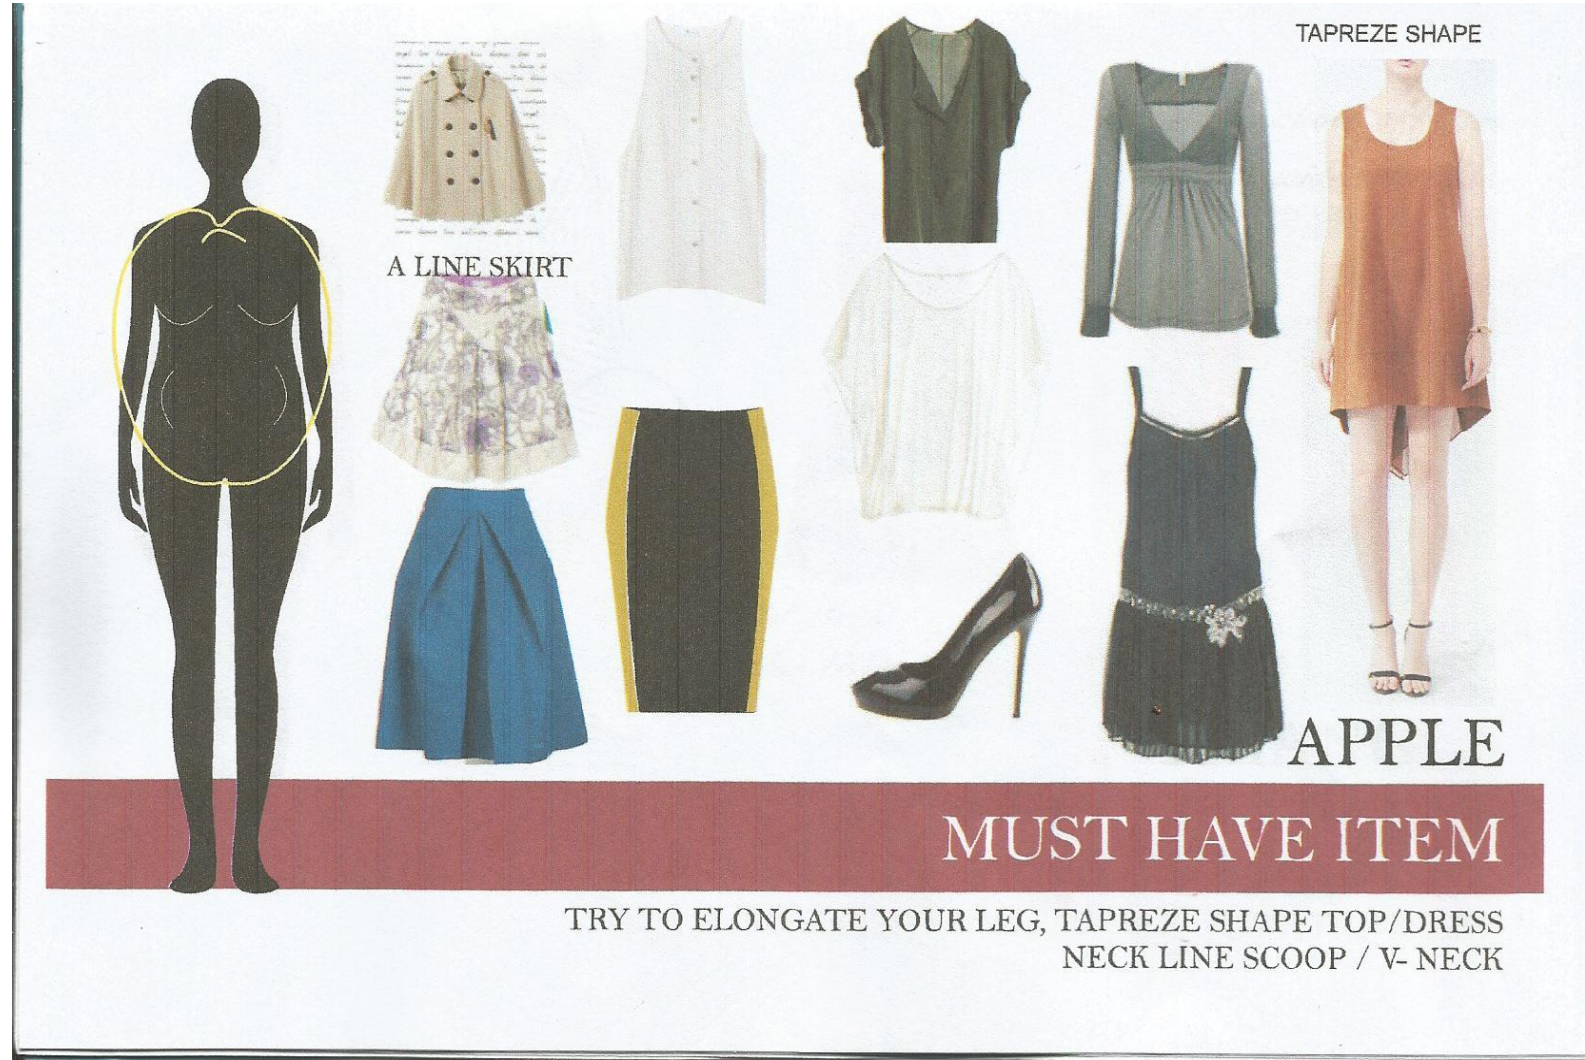 TAPREZE SHAPE
A LINE SKIRT
APPLE
MUST HAVE ITEM
TRY TO ELONGATE YOUR LEG, TAPREZE SHAPE TOP/DRESS
NECK LINE SCOOP / V- NECK